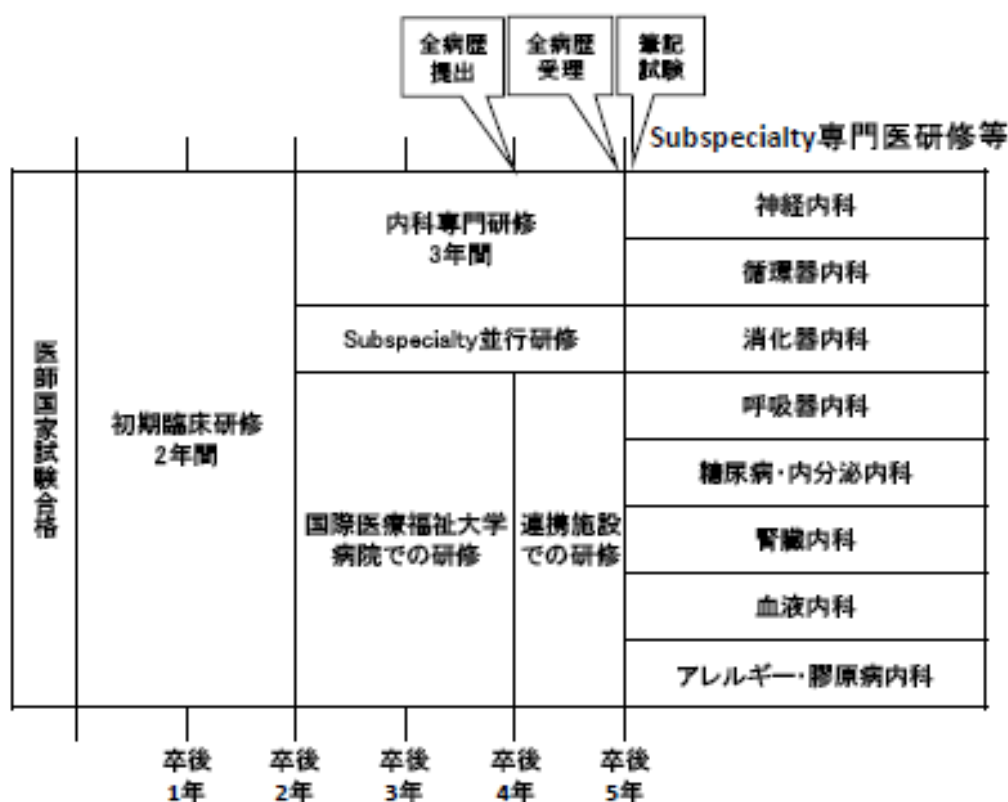 全病歴
提出
全病歴
受理
筆記
試験
Subspecialty専門医研修等
医師国家試験合格
初期臨床研修
2年間
内科専門研修
3年間
Subspecialty並行研修
国際医療福祉大学
病院での研修
連携施設
での研修
神経内科
循環器内科
消化器内科
呼吸器内科
糖尿病・内分泌内科
腎臓内科
血液内科
アレルギー・膠原病内科
卒後
1年
卒後
2年
卒後
3年
卒後
4年
卒後
5年